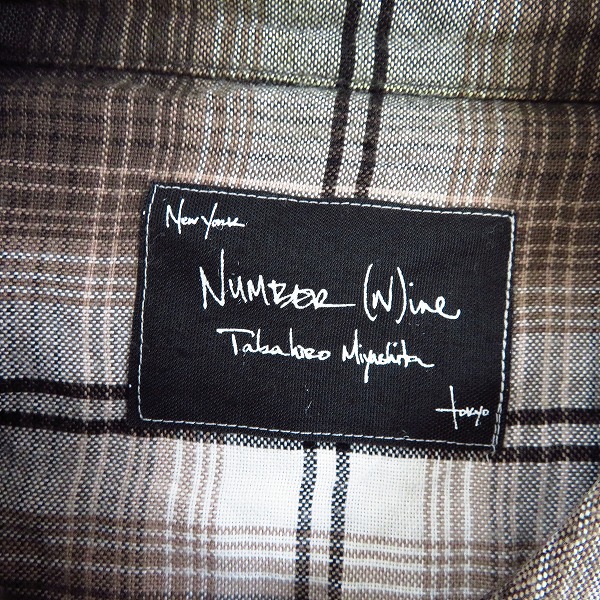 New York
NUMBER (N)ine
Takahiro Miyashita
tokyo